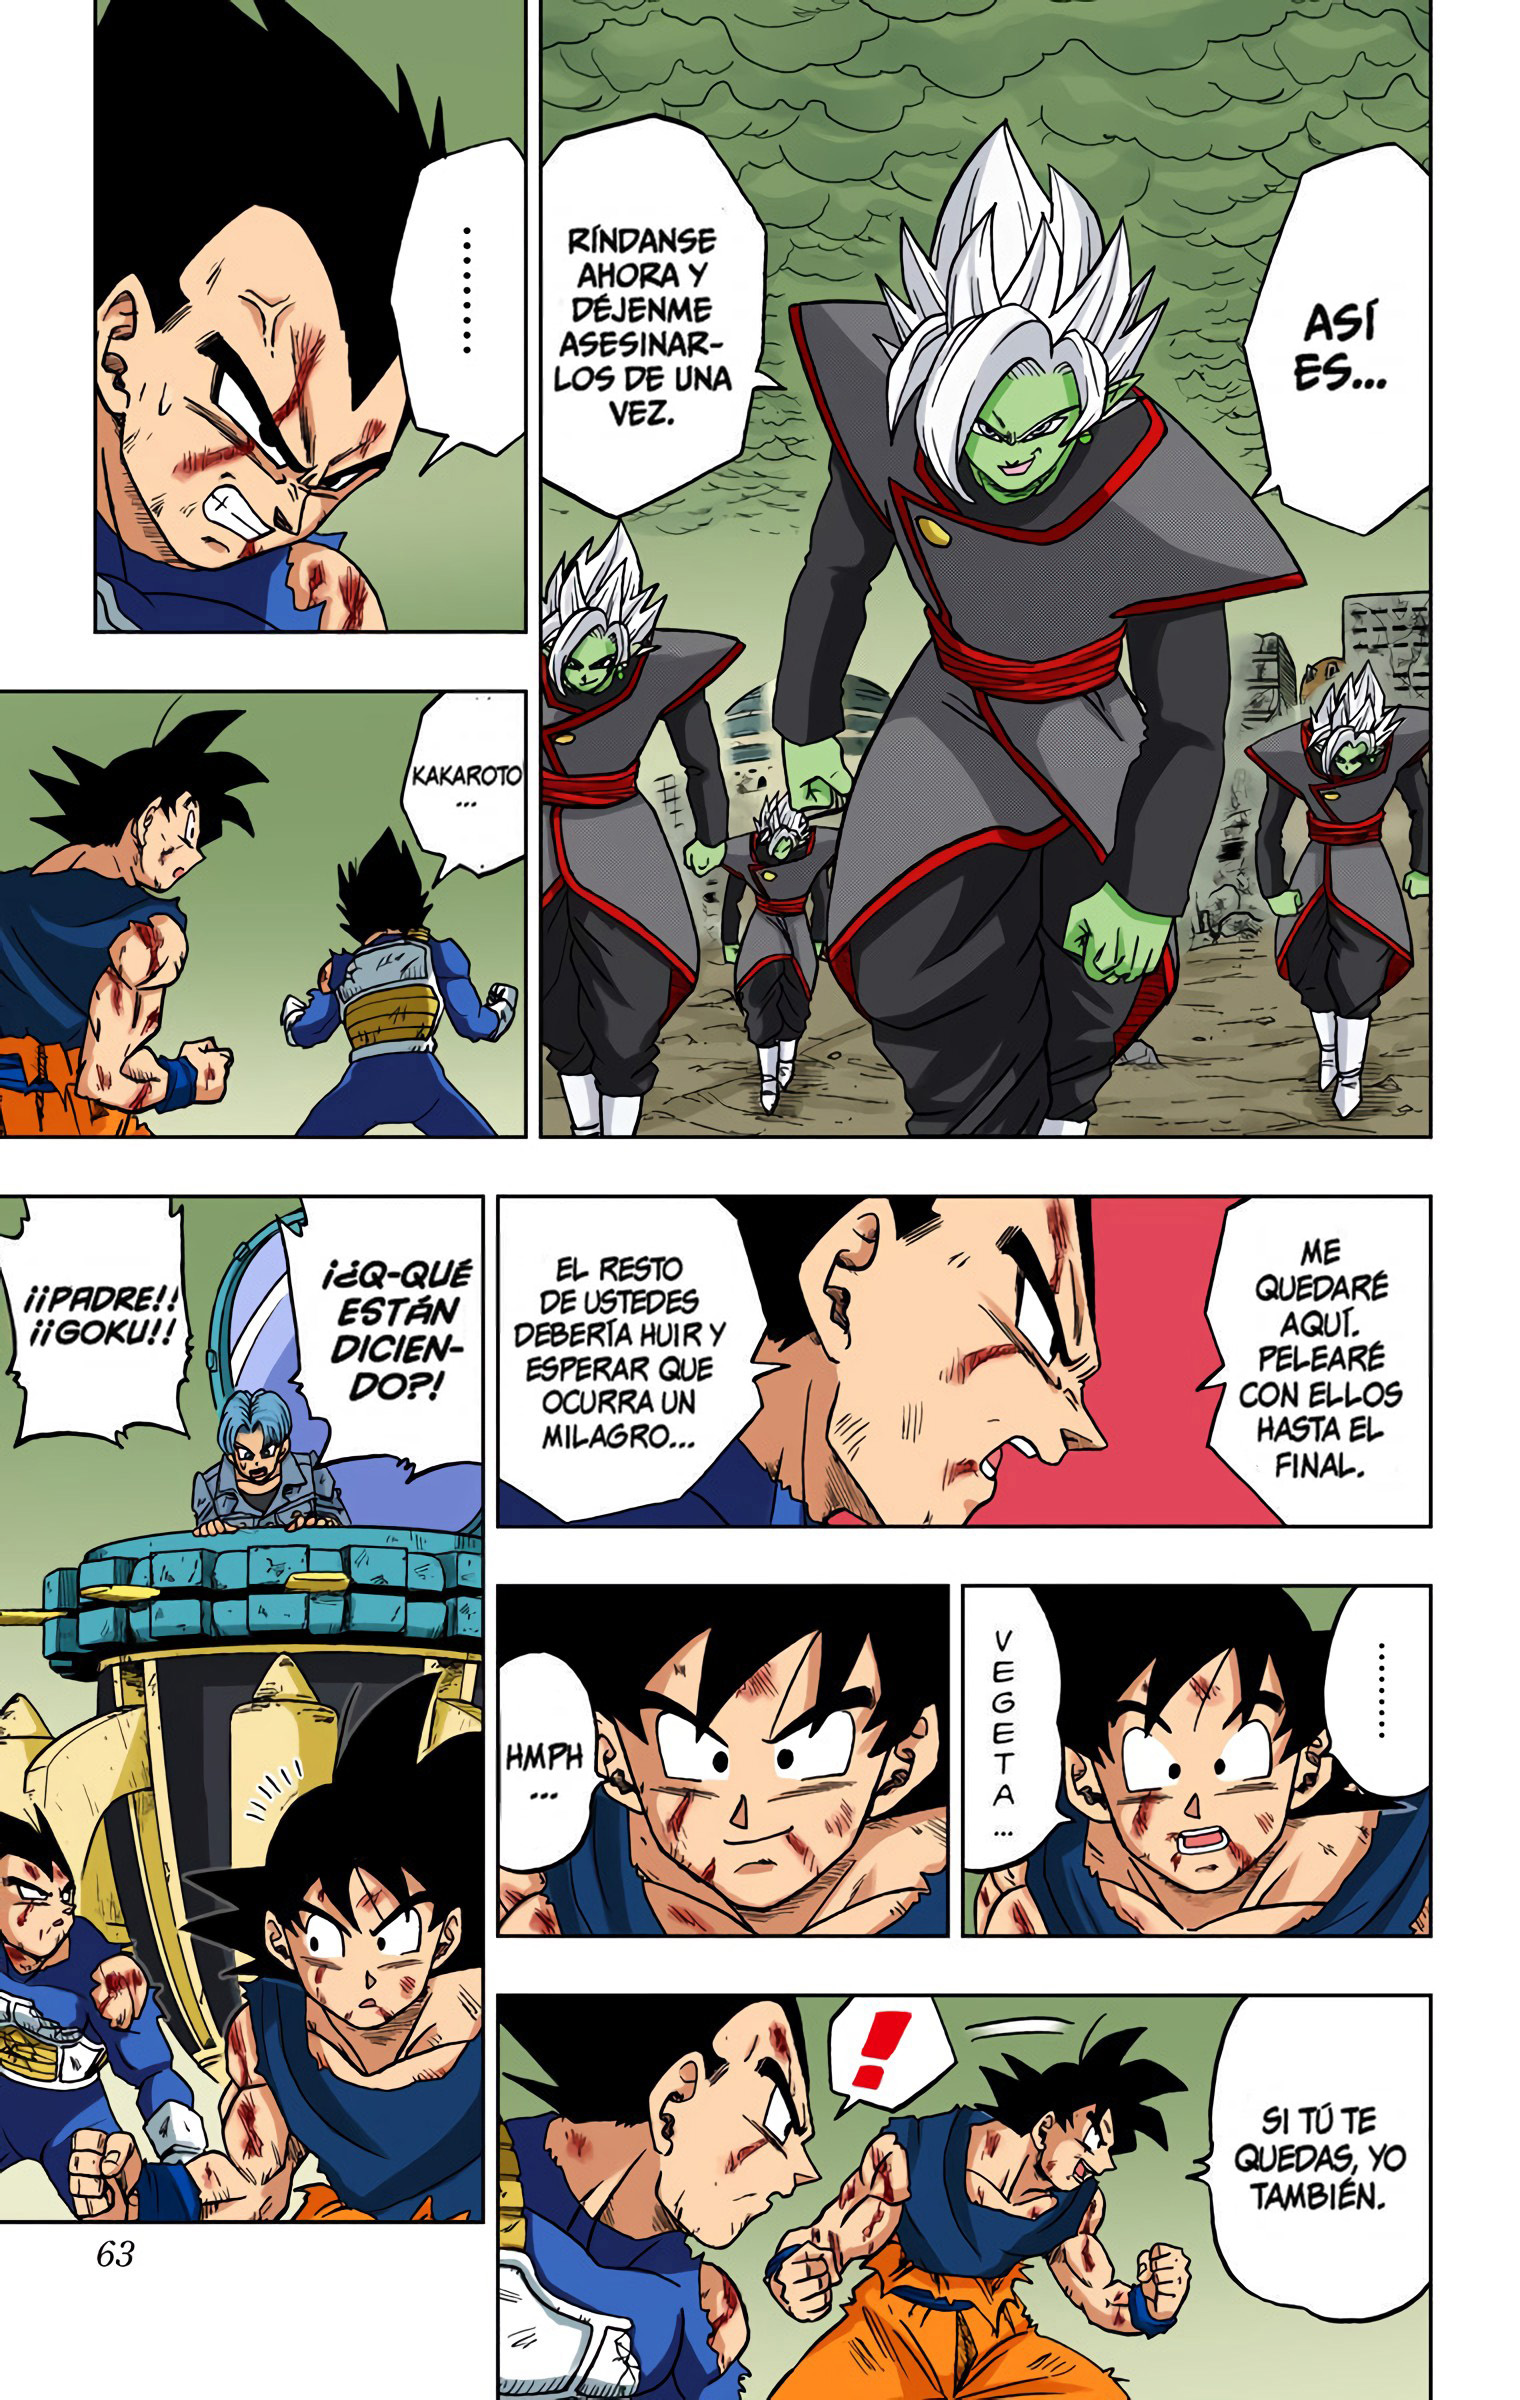 ASÍ
ES...
RÍNDANSE
AHORA Y
DÉJENME
ASESINAR-
LOS DE UNA
VEZ.
........
KAKAROTO
...
ME
QUEDARÉ
AQUÍ.
PELEARÉ
CON ELLOS
HASTA EL
FINAL.
EL RESTO
DE USTEDES
DEBERÍA HUIR Y
ESPERAR QUE
OCURRA UN
MILAGRO...
........
VEGETA...
HMPH
...
SI TÚ TE
QUEDAS, YO
TAMBIÉN.
!
¡¿Q-QUÉ
ESTÁN
DICIEN-
DO?!
¡¡PADRE!!
¡¡GOKU!!
63